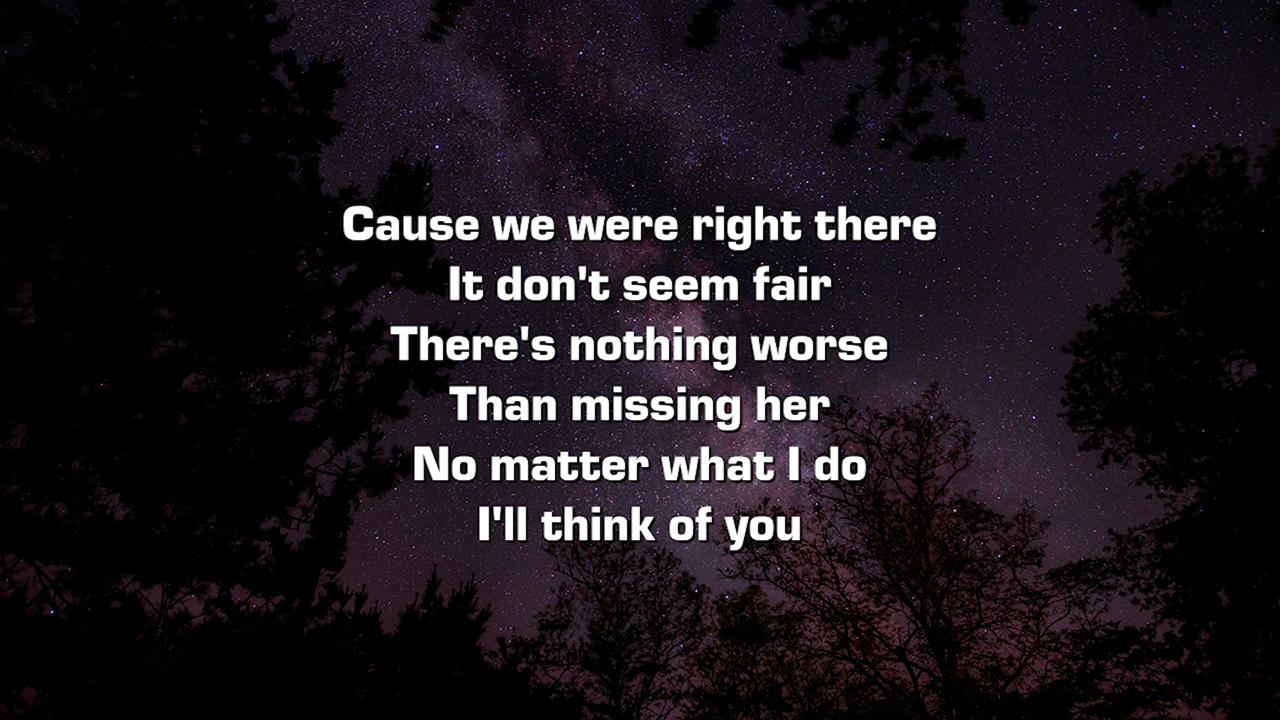 Cause we were right there
It don't seem fair
There's nothing worse
Than missing her
No matter what I do
I'll think of you